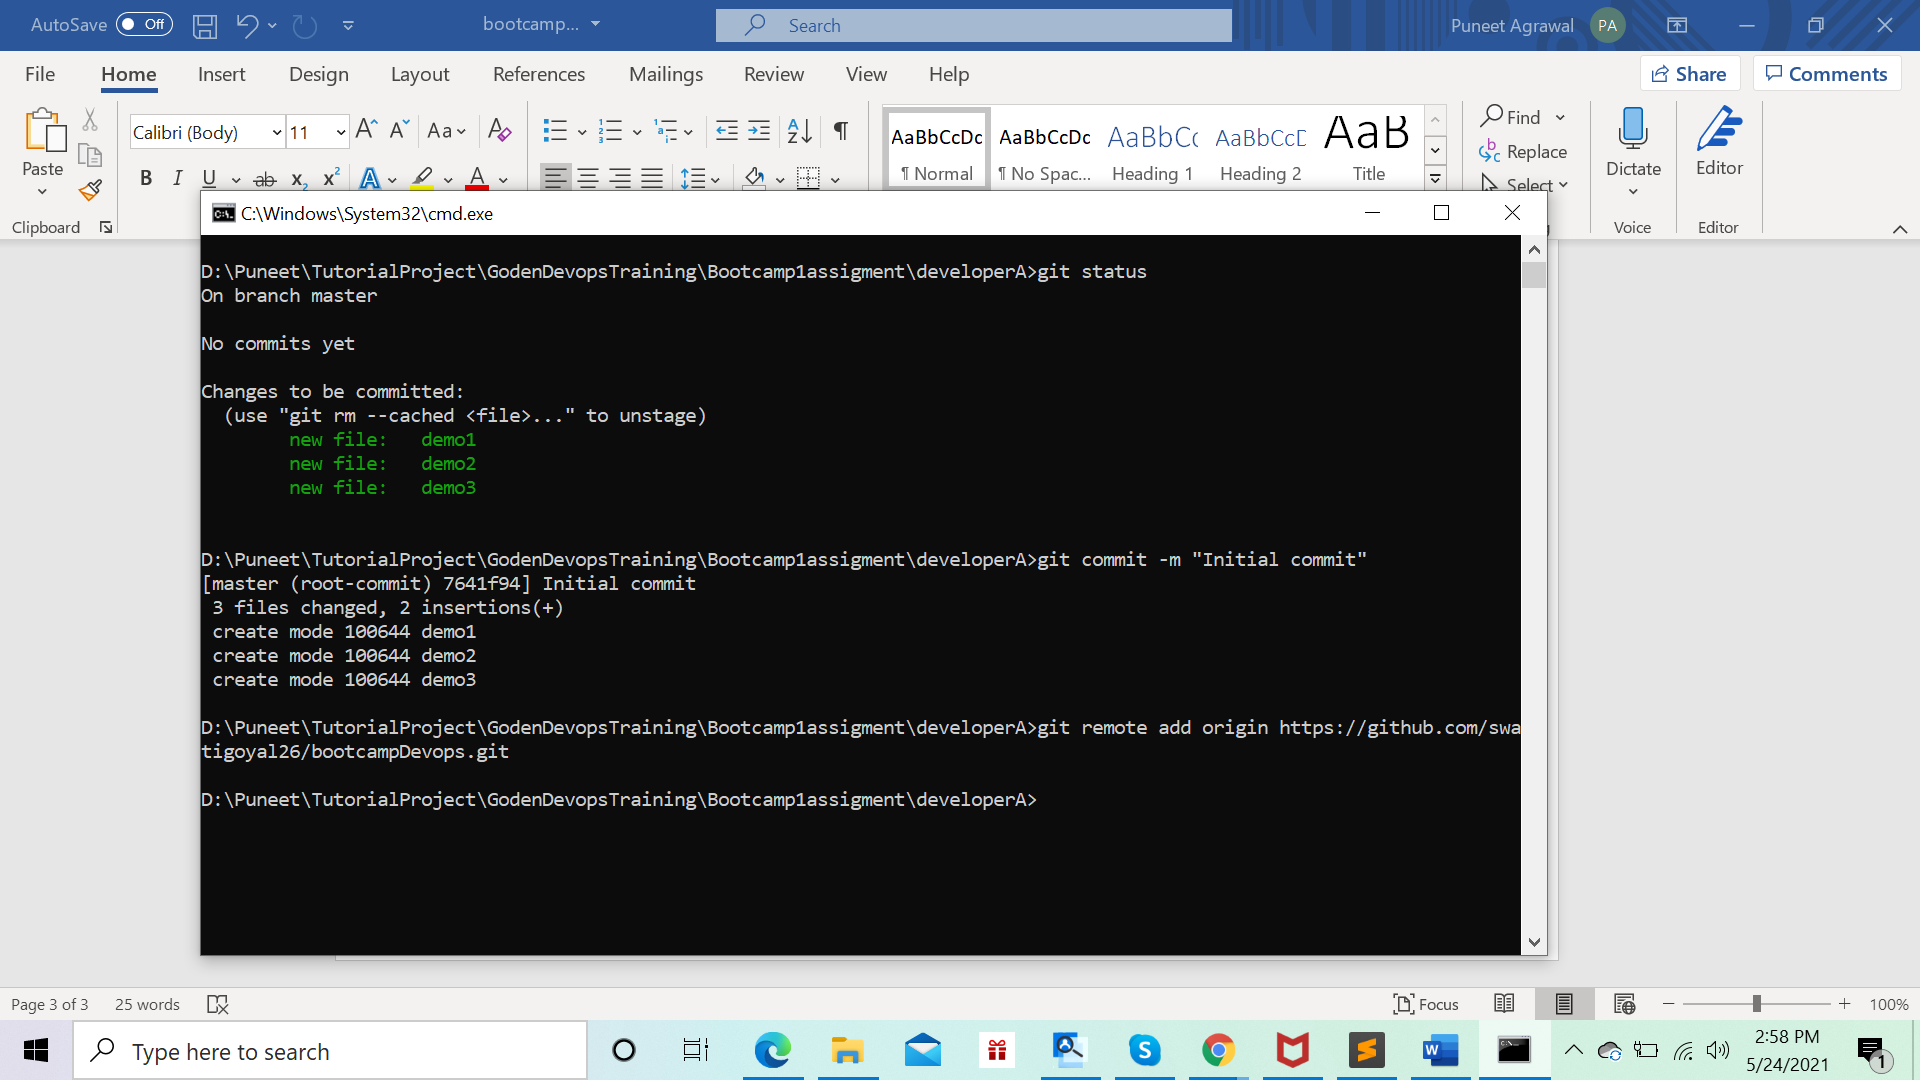 AutoSave Off bootcamp... Search Puneet Agrawal PA
File Home Insert Design Layout References Mailings Review View Help Share Comments
Paste
Clipboard
Calibri (Body) 11 Aa
B I U ab x2 x2 A A
AaBbCcDc AaBbCcDc AaBbCc AaBbCcD AaB
¶ Normal ¶ No Spac... Heading 1 Heading 2 Title
Find
Replace
Select
Dictate
Voice
Editor
Editor
C:\Windows\System32\cmd.exe
D:\Puneet\TutorialProject\GodenDevopsTraining\Bootcamp1assigment\developerA>git status
On branch master
No commits yet
Changes to be committed:
(use "git rm --cached <file>..." to unstage)
new file: demo1
new file: demo2
new file: demo3
D:\Puneet\TutorialProject\GodenDevopsTraining\Bootcamp1assigment\developerA>git commit -m "Initial commit"
[master (root-commit) 7641f94] Initial commit
3 files changed, 2 insertions(+)
create mode 100644 demo1
create mode 100644 demo2
create mode 100644 demo3
D:\Puneet\TutorialProject\GodenDevopsTraining\Bootcamp1assigment\developerA>git remote add origin https://github.com/swa
tigoyal26/bootcampDevops.git
D:\Puneet\TutorialProject\GodenDevopsTraining\Bootcamp1assigment\developerA>
Page 3 of 3 25 words Focus 100%
Type here to search
2:58 PM
5/24/2021
1